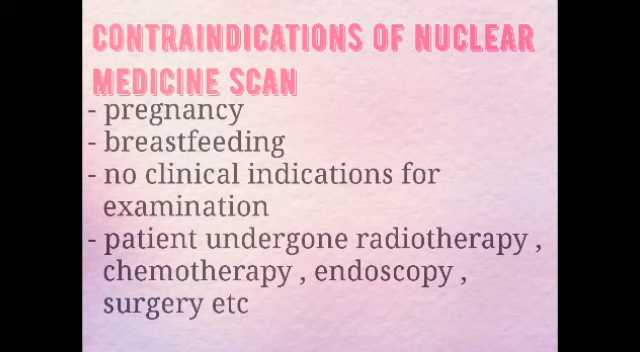 CONTRAINDICATIONS OF NUCLEAR
MEDICINE SCAN
- pregnancy
- breastfeeding
- no clinical indications for
examination
- patient undergone radiotherapy ,
chemotherapy , endoscopy ,
surgery etc